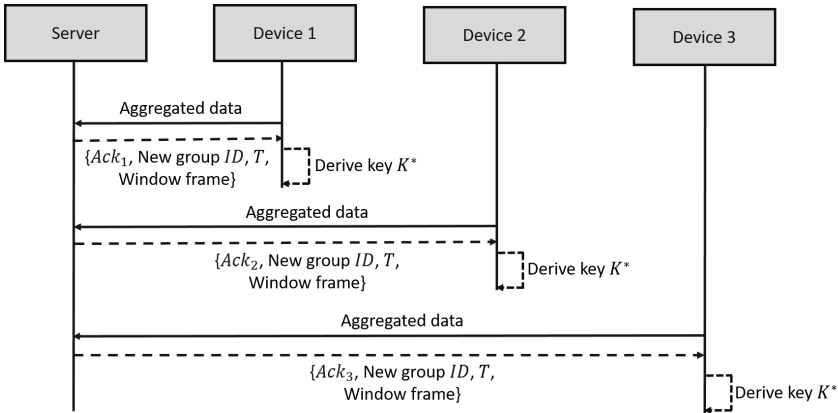 Server
Device 1
Device 2
Device 3
Aggregated data
{Ack₁, New group ID, T,
Window frame}
Derive key K*
Aggregated data
{Ack₂, New group ID, T,
Window frame}
Derive key K*
Aggregated data
{Ack₃, New group ID, T,
Window frame}
Derive key K*